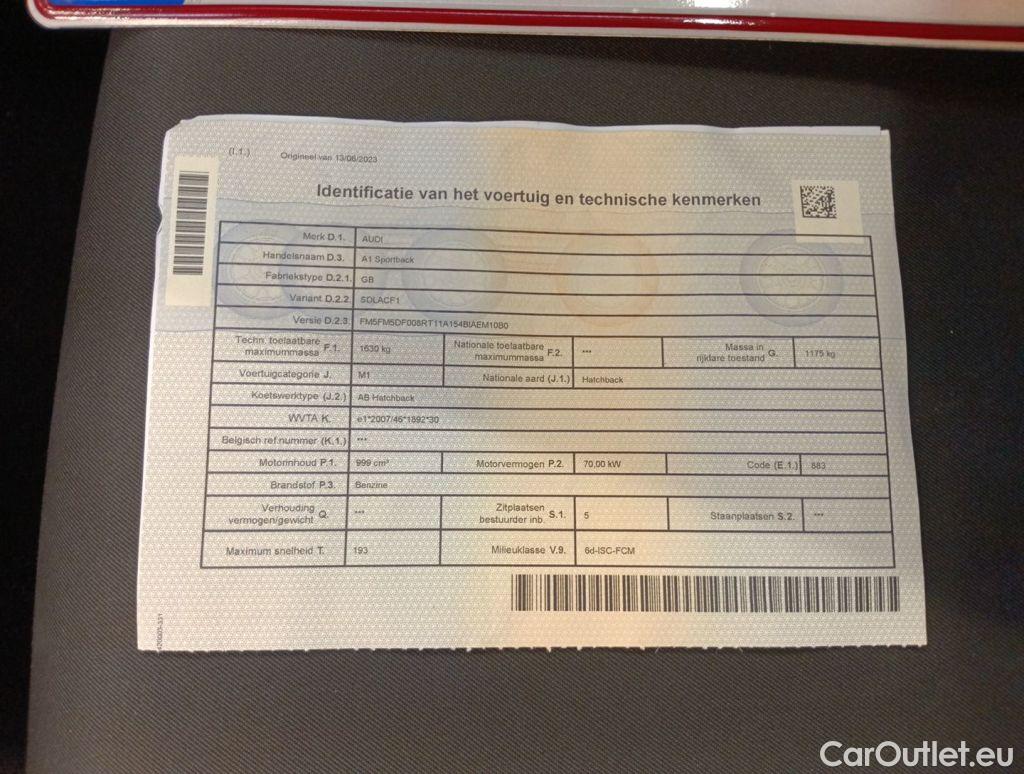 (I.1.) Origineel van 13/06/2023
Identificatie van het voertuig en technische kenmerken
Merk D.1. AUDI
Handelsnaam D.3. A1 Sportback
Fabriekstype D.2.1. GB
Variant D.2.2. SDLACF1
Versie D.2.3. FM5FM5DF008RT11A154BIAEM10B0
Techn. toelaatbare maximummassa F.1. 1630 kg Nationale toelaatbare maximummassa F.2. *** Massa in rijklare toestand G. 1175 kg
Voertuigcategorie J. M1 Nationale aard (J.1.) Hatchback
Koetswerktype (J.2.) AB Hatchback
WVTA K. e1*2007/46*1892*30
Belgisch ref.nummer (K.1.) ***
Motorinhoud P.1. 999 cm³ Motorvermogen P.2. 70,00 kW Code (E.1.) 883
Brandstof P.3. Benzine
Verhouding vermogen/gewicht Q. *** Zitplaatsen bestuurder inb. S.1. 5 Staanplaatsen S.2. ***
Maximum snelheid T. 193 Milieuklasse V.9. 6d-ISC-FCM
CarOutlet.eu